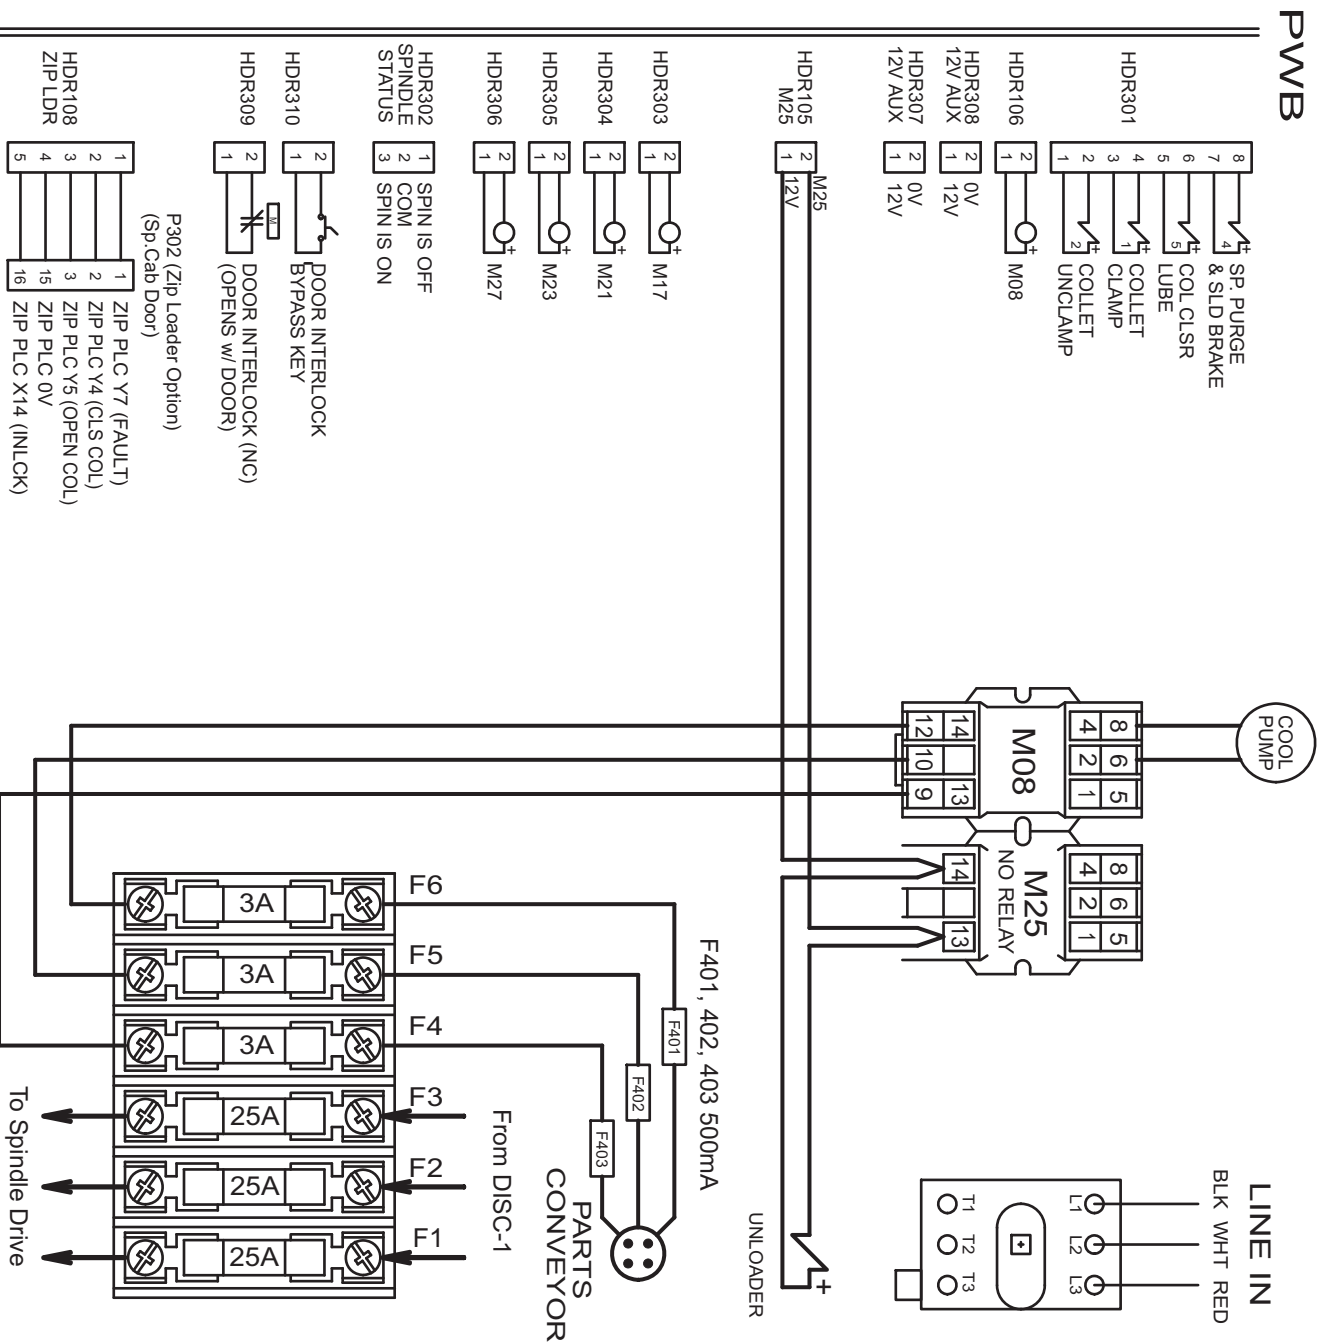 PWB
HDR301
8
7
6
5
4
3
2
1
4
5
1
2
+
+
+
+
SP. PURGE
& SLD BRAKE
COL CLSR
LUBE
COLLET
CLAMP
COLLET
UNCLAMP
HDR106
2
1
+
M08
HDR308
12V AUX
2
1
0V
12V
HDR307
12V AUX
2
1
0V
12V
HDR105
M25
2
1
M25
12V
HDR303
2
1
+
M17
HDR304
2
1
+
M21
HDR305
2
1
+
M23
HDR306
2
1
+
M27
HDR302
SPINDLE
STATUS
1
2
3
SPIN IS OFF
COM
SPIN IS ON
HDR310
2
1
DOOR INTERLOCK
BYPASS KEY
HDR309
2
1
M
DOOR INTERLOCK (NC)
(OPENS w/ DOOR)
P302 (Zip Loader Option)
(Sp.Cab Door)
HDR108
ZIP LDR
1
2
3
4
5
1
2
3
15
16
ZIP PLC Y7 (FAULT)
ZIP PLC Y4 (CLS COL)
ZIP PLC Y5 (OPEN COL)
ZIP PLC 0V
ZIP PLC X14 (INLCK)
COOL
PUMP
8
4
6
2
5
1
M08
14
12
10
13
9
8
4
6
2
5
1
M25
NO RELAY
14
13
LINE IN
BLK WHT RED
L1 L2 L3
+
T1 T2 T3
UNLOADER
+
F401, 402, 403 500mA
F401
F402
F403
PARTS
CONVEYOR
From DISC-1
F6
3A
F5
3A
F4
3A
F3
25A
F2
25A
F1
25A
To Spindle Drive